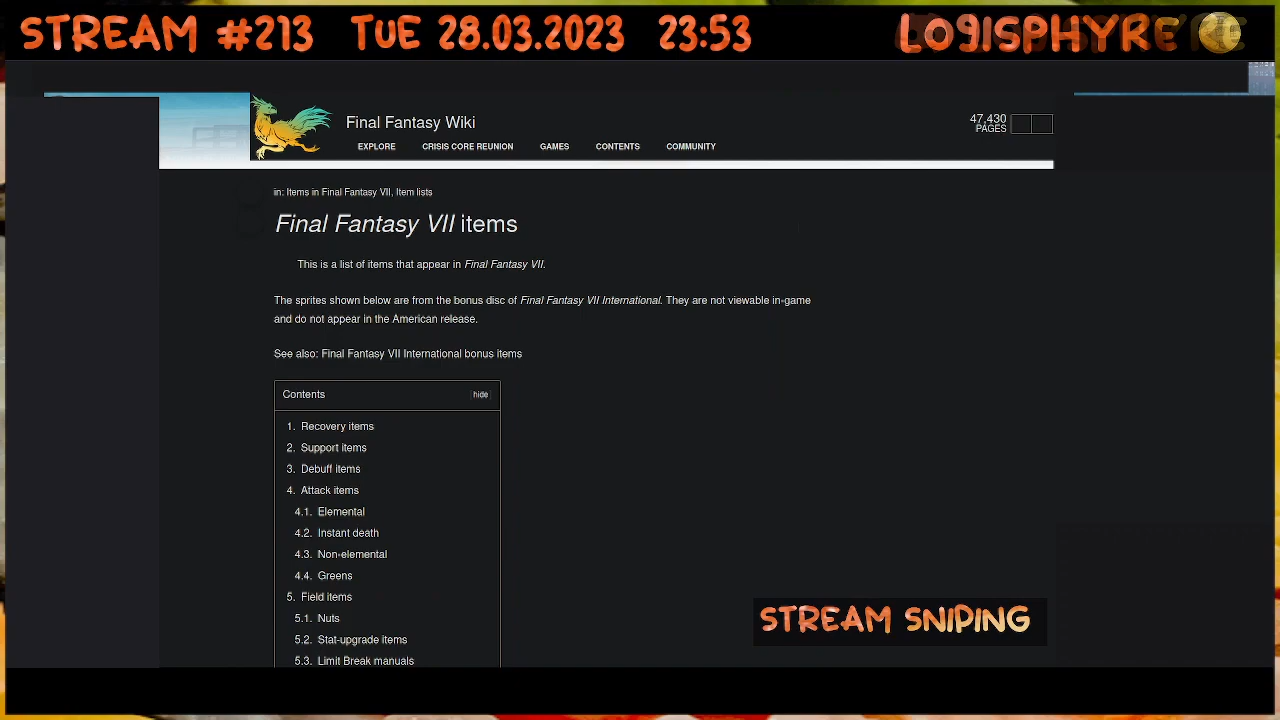 STREAM #213 TUE 28.03.2023 23:53
LO9ISPHYRE
Final Fantasy Wiki
47,430
PAGES
EXPLORE CRISIS CORE REUNION GAMES CONTENTS COMMUNITY
in: Items in Final Fantasy VII, Item lists
Final Fantasy VII items
This is a list of items that appear in Final Fantasy VII.
The sprites shown below are from the bonus disc of Final Fantasy VII International. They are not viewable in-game
and do not appear in the American release.
See also: Final Fantasy VII International bonus items
Contents [hide]
1. Recovery items
2. Support items
3. Debuff items
4. Attack items
4.1. Elemental
4.2. Instant death
4.3. Non-elemental
4.4. Greens
5. Field items
5.1. Nuts
5.2. Stat-upgrade items
5.3. Limit Break manuals
STREAM SNIPING